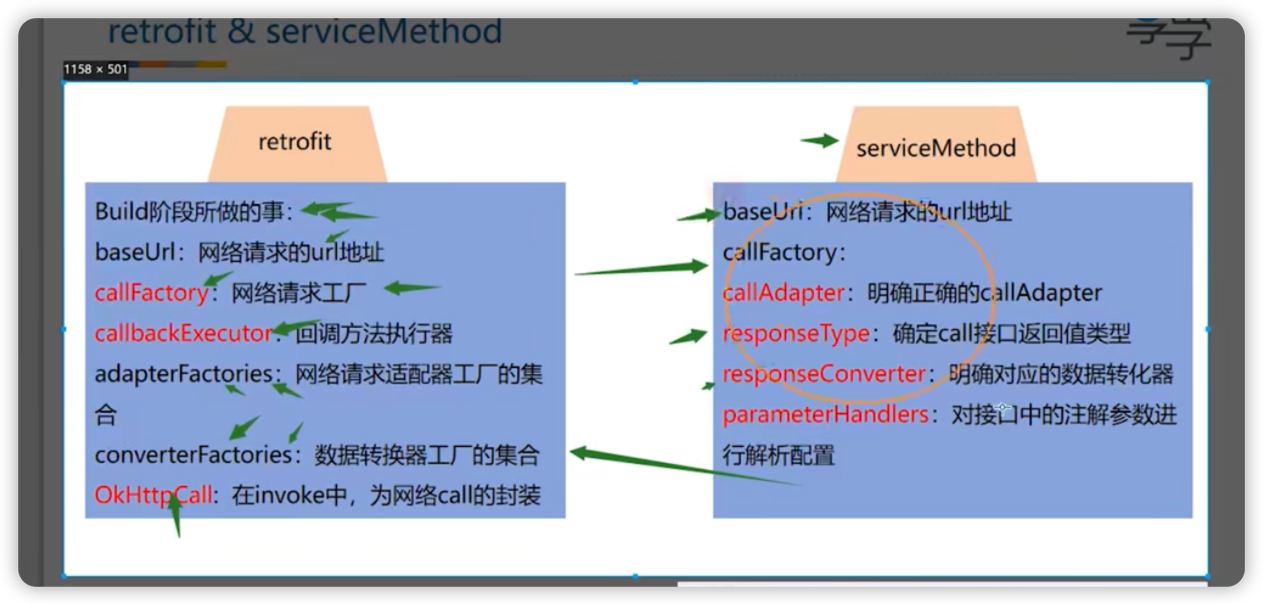 retrofit & serviceMethod
享学
1158 × 501
retrofit
Build阶段所做的事：
baseUrl：网络请求的url地址
callFactory：网络请求工厂
callbackExecutor：回调方法执行器
adapterFactories：网络请求适配器工厂的集
合
converterFactories：数据转换器工厂的集合
OkHttpCall：在invoke中，为网络call的封装
serviceMethod
baseUri：网络请求的url地址
callFactory：
callAdapter：明确正确的callAdapter
responseType：确定call接口返回值类型
responseConverter：明确对应的数据转化器
parameterHandlers：对接口中的注解参数进
行解析配置